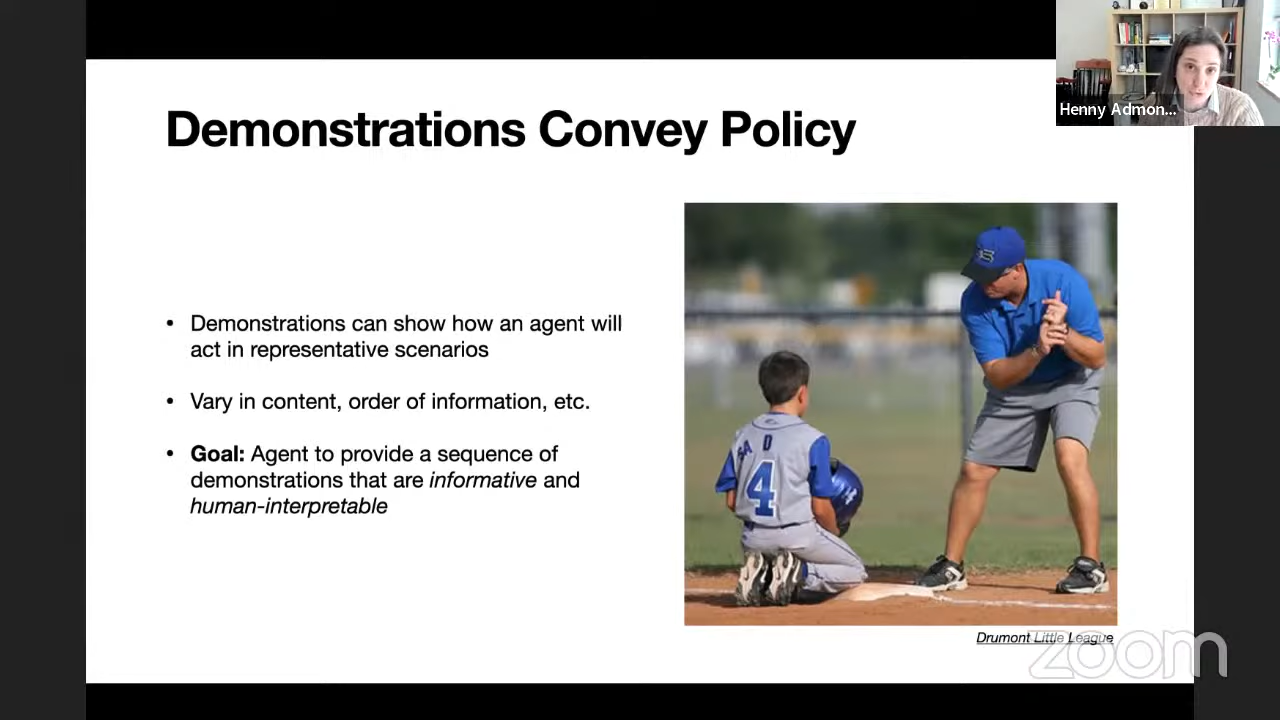 Demonstrations Convey Policy
Henny Admon...
• Demonstrations can show how an agent will
act in representative scenarios
• Vary in content, order of information, etc.
• Goal: Agent to provide a sequence of
demonstrations that are informative and
human-interpretable
D
4
Drumont Little League
zoom